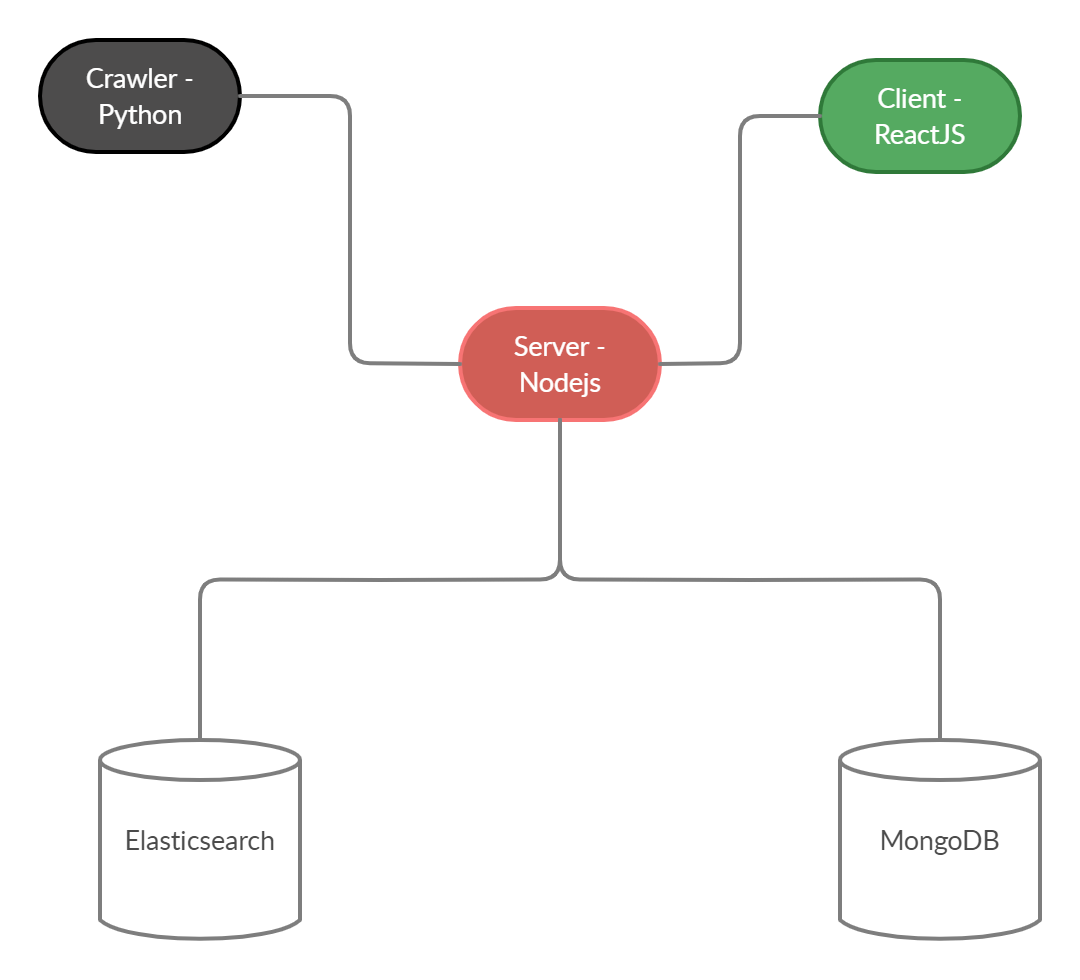 Crawler -
Python
Client -
ReactJS
Server -
Nodejs
Elasticsearch
MongoDB